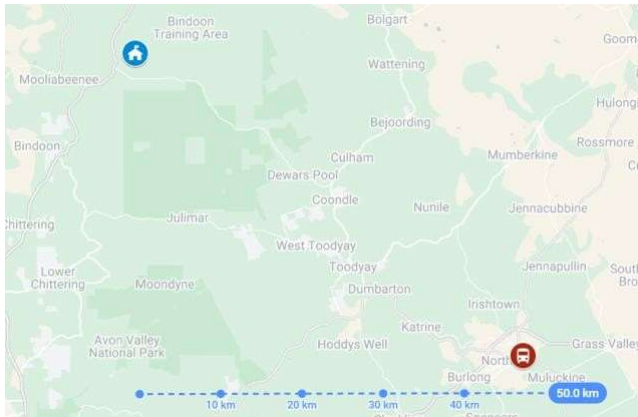 Bindoon
Training Area
Bolgart
Goom
Wattening
Mooliabeenee
Hulongi
Bejoording
Bindoon
Rossmore
Culham
Mumberkine
Dewars Pool
Coondle
Nunile
Jennacubbine
Chittering
Julimar
West Toodyay
Toodyay
Jennapullin
South
Bro
Lower
Chittering
Moondyne
Dumbarton
Irishtown
Katrine
Avon Valley
National Park
Hoddys Well
Grass Valley
North
Burlong
Muluckine
10 km
20 km
30 km
40 km
50.0 km